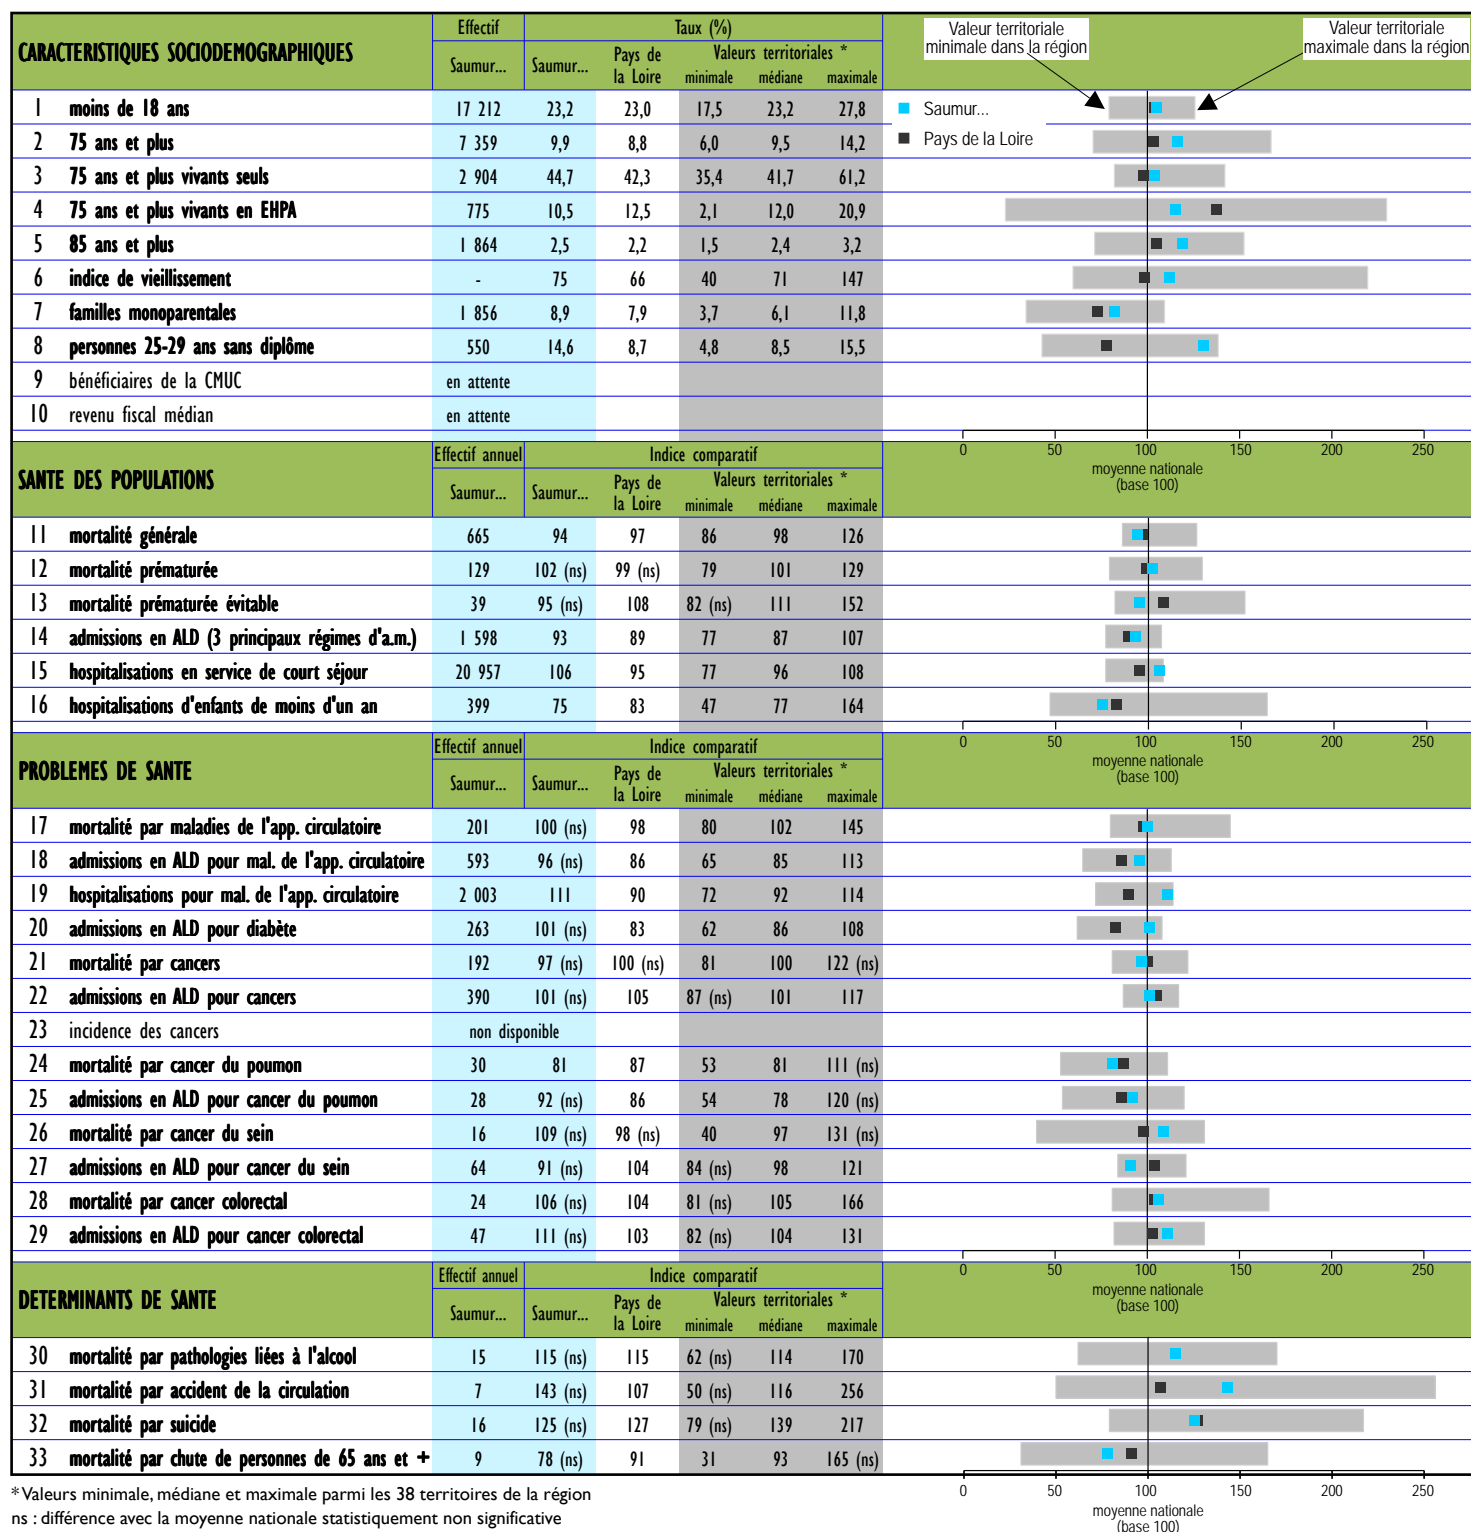 CARACTERISTIQUES SOCIODEMOGRAPHIQUES
Effectif Taux (%)
Saumur... Saumur... Pays de la Loire Valeurs territoriales *
minimale médiane maximale
Valeur territoriale minimale dans la région
Valeur territoriale maximale dans la région
Saumur...
Pays de la Loire
1 moins de 18 ans 17 212 23,2 23,0 17,5 23,2 27,8
2 75 ans et plus 7 359 9,9 8,8 6,0 9,5 14,2
3 75 ans et plus vivants seuls 2 904 44,7 42,3 35,4 41,7 61,2
4 75 ans et plus vivants en EHPA 775 10,5 12,5 2,1 12,0 20,9
5 85 ans et plus 1 864 2,5 2,2 1,5 2,4 3,2
6 indice de vieillissement - 75 66 40 71 147
7 familles monoparentales 1 856 8,9 7,9 3,7 6,1 11,8
8 personnes 25-29 ans sans diplôme 550 14,6 8,7 4,8 8,5 15,5
9 bénéficiaires de la CMUC en attente
10 revenu fiscal médian en attente
0 50 100 150 200 250
moyenne nationale
(base 100)
SANTE DES POPULATIONS
Effectif annuel Indice comparatif
Saumur... Saumur... Pays de la Loire Valeurs territoriales *
minimale médiane maximale
11 mortalité générale 665 94 97 86 98 126
12 mortalité prématurée 129 102 (ns) 99 (ns) 79 101 129
13 mortalité prématurée évitable 39 95 (ns) 108 82 (ns) 111 152
14 admissions en ALD (3 principaux régimes d'a.m.) 1 598 93 89 77 87 107
15 hospitalisations en service de court séjour 20 957 106 95 77 96 108
16 hospitalisations d'enfants de moins d'un an 399 75 83 47 77 164
0 50 100 150 200 250
moyenne nationale
(base 100)
PROBLEMES DE SANTE
Effectif annuel Indice comparatif
Saumur... Saumur... Pays de la Loire Valeurs territoriales *
minimale médiane maximale
17 mortalité par maladies de l'app. circulatoire 201 100 (ns) 98 80 102 145
18 admissions en ALD pour mal. de l'app. circulatoire 593 96 (ns) 86 65 85 113
19 hospitalisations pour mal. de l'app. circulatoire 2 003 111 90 72 92 114
20 admissions en ALD pour diabète 263 101 (ns) 83 62 86 108
21 mortalité par cancers 192 97 (ns) 100 (ns) 81 100 122 (ns)
22 admissions en ALD pour cancers 390 101 (ns) 105 87 (ns) 101 117
23 incidence des cancers non disponible
24 mortalité par cancer du poumon 30 81 87 53 81 111 (ns)
25 admissions en ALD pour cancer du poumon 28 92 (ns) 86 54 78 120 (ns)
26 mortalité par cancer du sein 16 109 (ns) 98 (ns) 40 97 131 (ns)
27 admissions en ALD pour cancer du sein 64 91 (ns) 104 84 (ns) 98 121
28 mortalité par cancer colorectal 24 106 (ns) 104 81 (ns) 105 166
29 admissions en ALD pour cancer colorectal 47 111 (ns) 103 82 (ns) 104 131
0 50 100 150 200 250
moyenne nationale
(base 100)
DETERMINANTS DE SANTE
Effectif annuel Indice comparatif
Saumur... Saumur... Pays de la Loire Valeurs territoriales *
minimale médiane maximale
30 mortalité par pathologies liées à l'alcool 15 115 (ns) 115 62 (ns) 114 170
31 mortalité par accident de la circulation 7 143 (ns) 107 50 (ns) 116 256
32 mortalité par suicide 16 125 (ns) 127 79 (ns) 139 217
33 mortalité par chute de personnes de 65 ans et + 9 78 (ns) 91 31 93 165 (ns)
0 50 100 150 200 250
moyenne nationale
(base 100)
* Valeurs minimale, médiane et maximale parmi les 38 territoires de la région
ns : différence avec la moyenne nationale statistiquement non significative